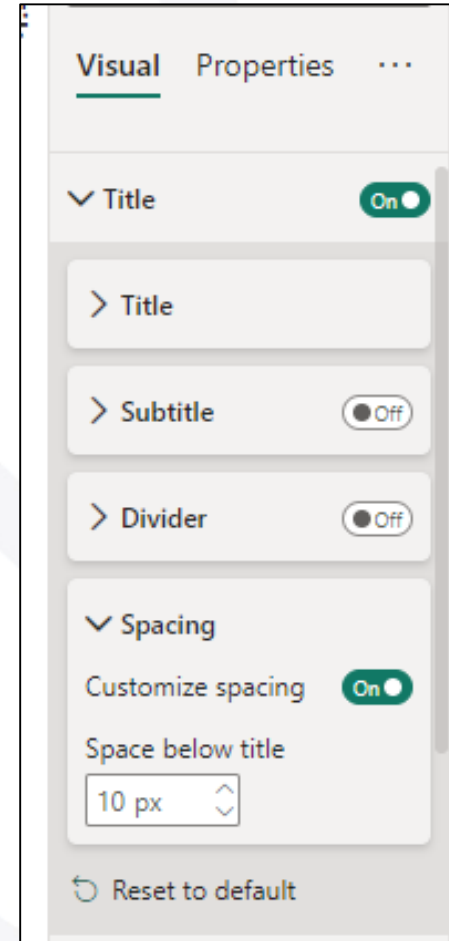 Visual Properties ...
Title On
Title
Subtitle Off
Divider Off
Spacing
Customize spacing On
Space below title
10 px
Reset to default